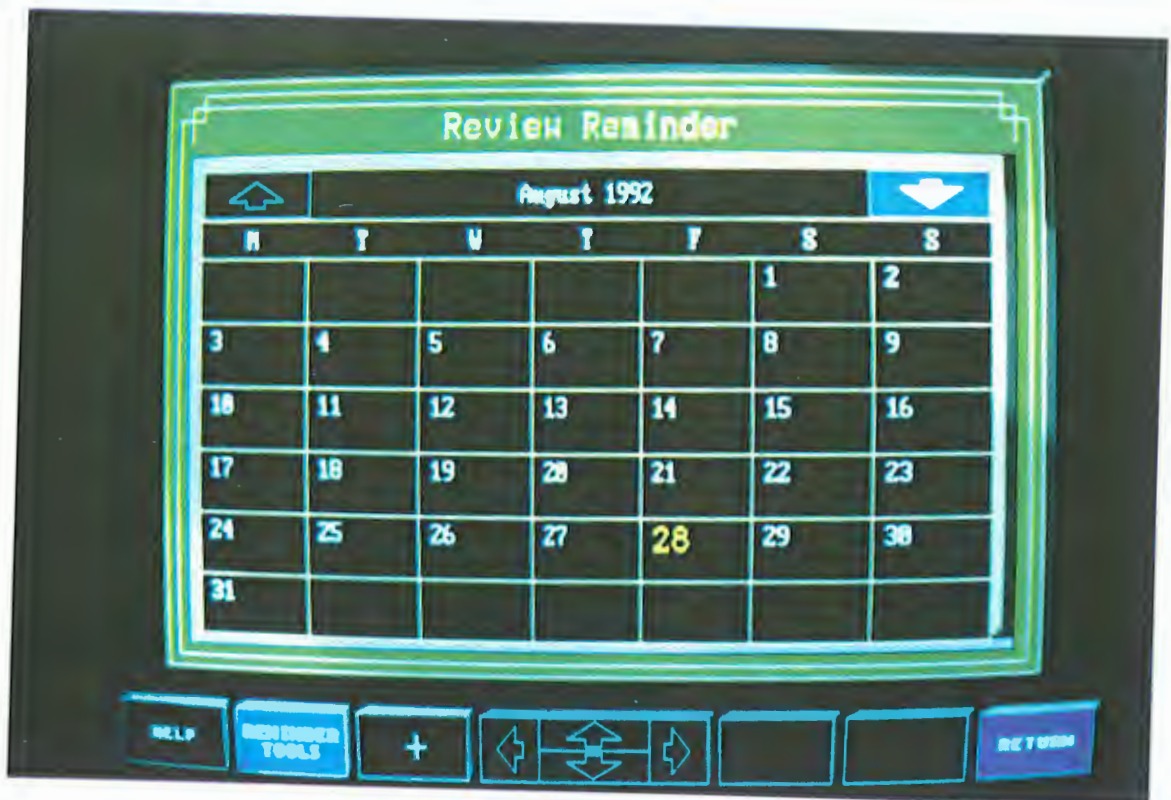 Review Reminder
August 1992
M T W T F S S
1 2
3 4 5 6 7 8 9
10 11 12 13 14 15 16
17 18 19 20 21 22 23
24 25 26 27 28 29 30
31
HELP
REMINDER
TOOLS
+
RETURN